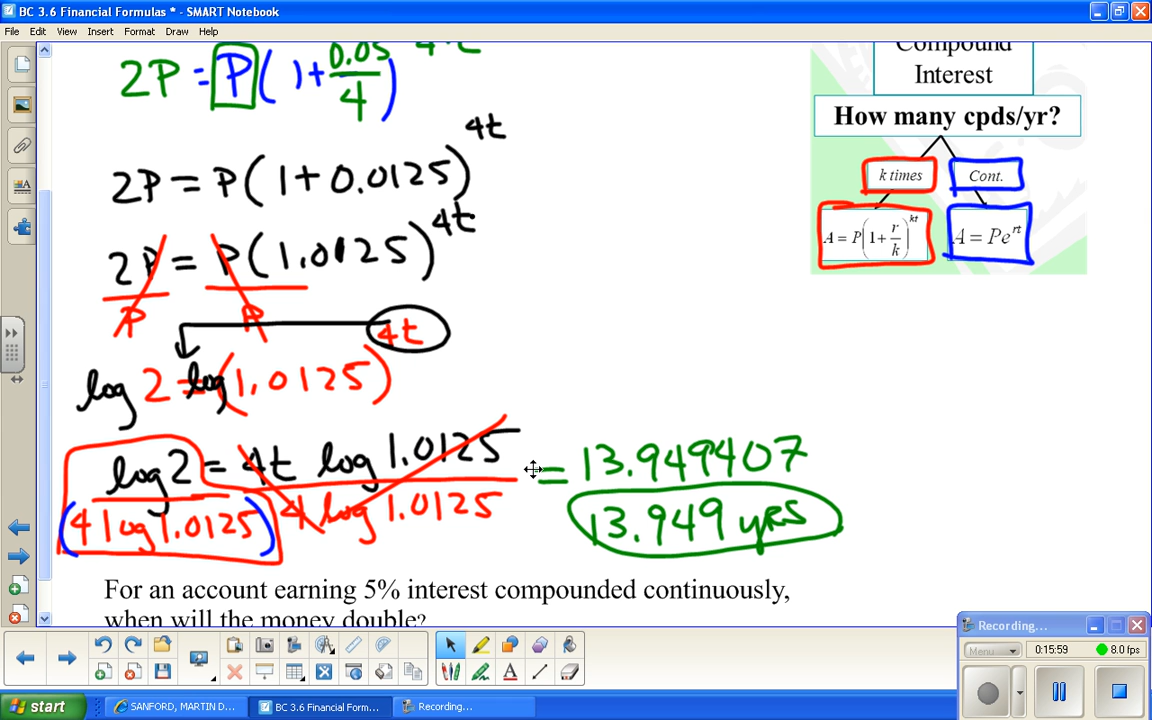 BC 3.6 Financial Formulas * - SMART Notebook
File Edit View Insert Format Draw Help
2P = P(1+0.05/4)^4t
2P = P(1+0.0125)^4t
2P = P(1.0125)^4t
P P
4t
log 2 = log(1.0125)
log2 = 4t log 1.0125 = 13.949407
(4 log 1.0125) 4 log 1.0125 13.949 yrs
For an account earning 5% interest compounded continuously,
when will the money double?
Compound
Interest
How many cpds/yr?
k times Cont.
A = P(1+r/k)^kt A = Pe^rt
Recording...
Menu 0:15:59 8.0 fps
start SANFORD, MARTIN D... BC 3.6 Financial Form... Recording...